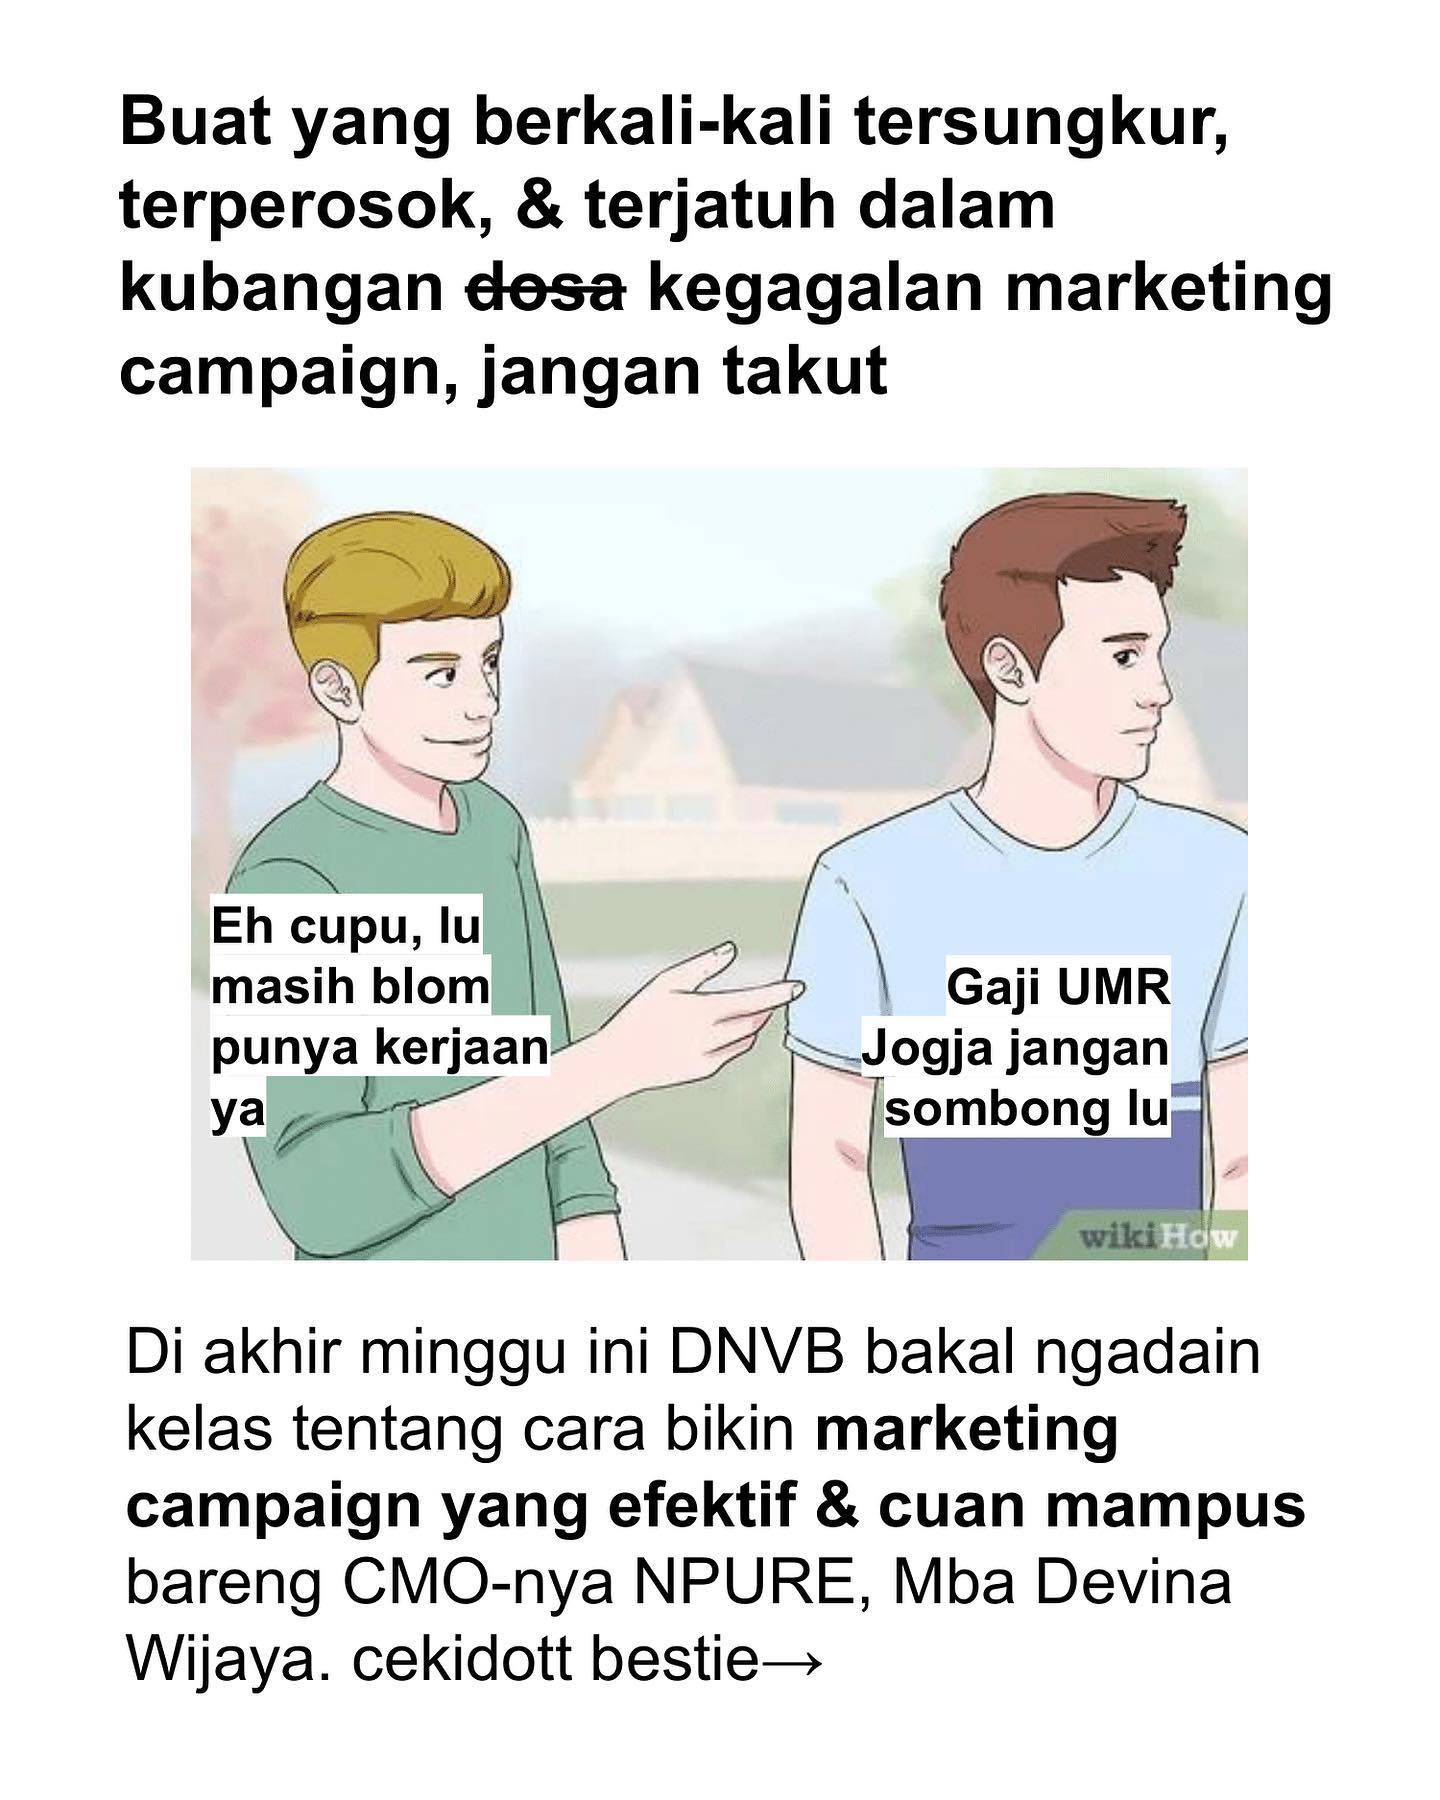 Buat yang berkali-kali tersungkur,
terperosok, & terjatuh dalam
kubangan dosa kegagalan marketing
campaign, jangan takut
Eh cupu, lu
masih blom
punya kerjaan
ya
Gaji UMR
Jogja jangan
sombong lu
wikiHow
Di akhir minggu ini DNVB bakal ngadain
kelas tentang cara bikin marketing
campaign yang efektif & cuan mampus
bareng CMO-nya NPURE, Mba Devina
Wijaya. cekidott bestie→